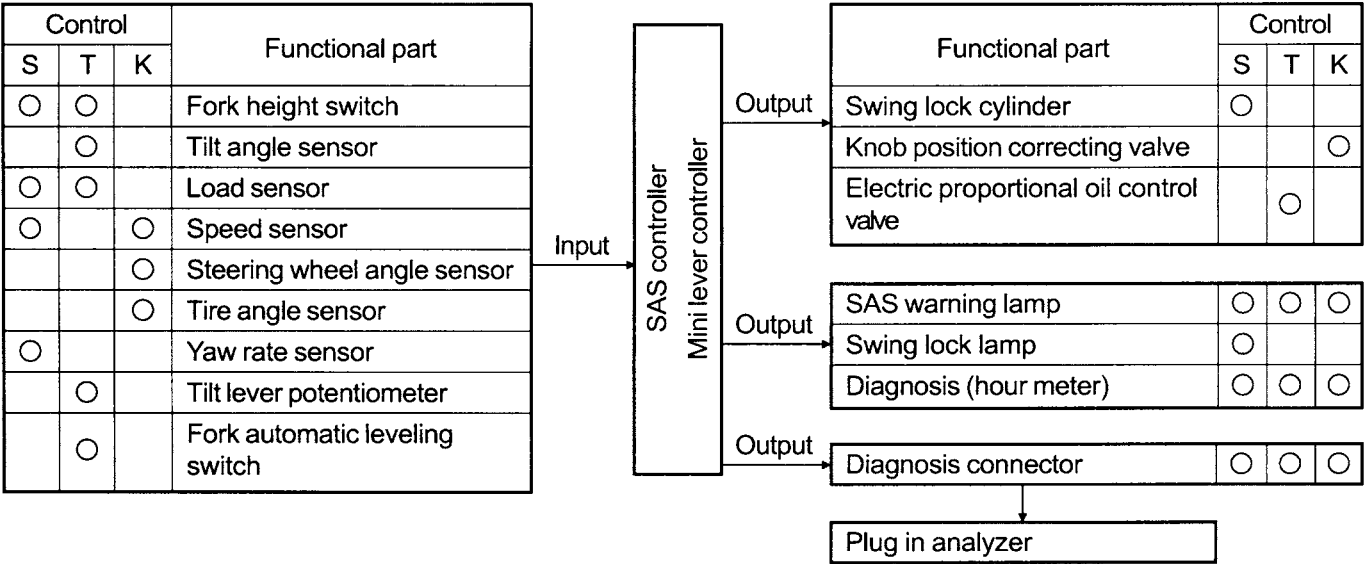 Control
Functional part
S T K
○ ○ Fork height switch
○ Tilt angle sensor
○ ○ Load sensor
○ ○ Speed sensor
○ Steering wheel angle sensor
○ Tire angle sensor
○ Yaw rate sensor
○ Tilt lever potentiometer
○ Fork automatic leveling
switch
Input
SAS controller
Mini lever controller
Output
Functional part
Control
S T K
Swing lock cylinder ○
Knob position correcting valve ○
Electric proportional oil control
valve ○
Output
SAS warning lamp ○ ○ ○
Swing lock lamp ○
Diagnosis (hour meter) ○ ○ ○
Output
Diagnosis connector ○ ○ ○
Plug in analyzer